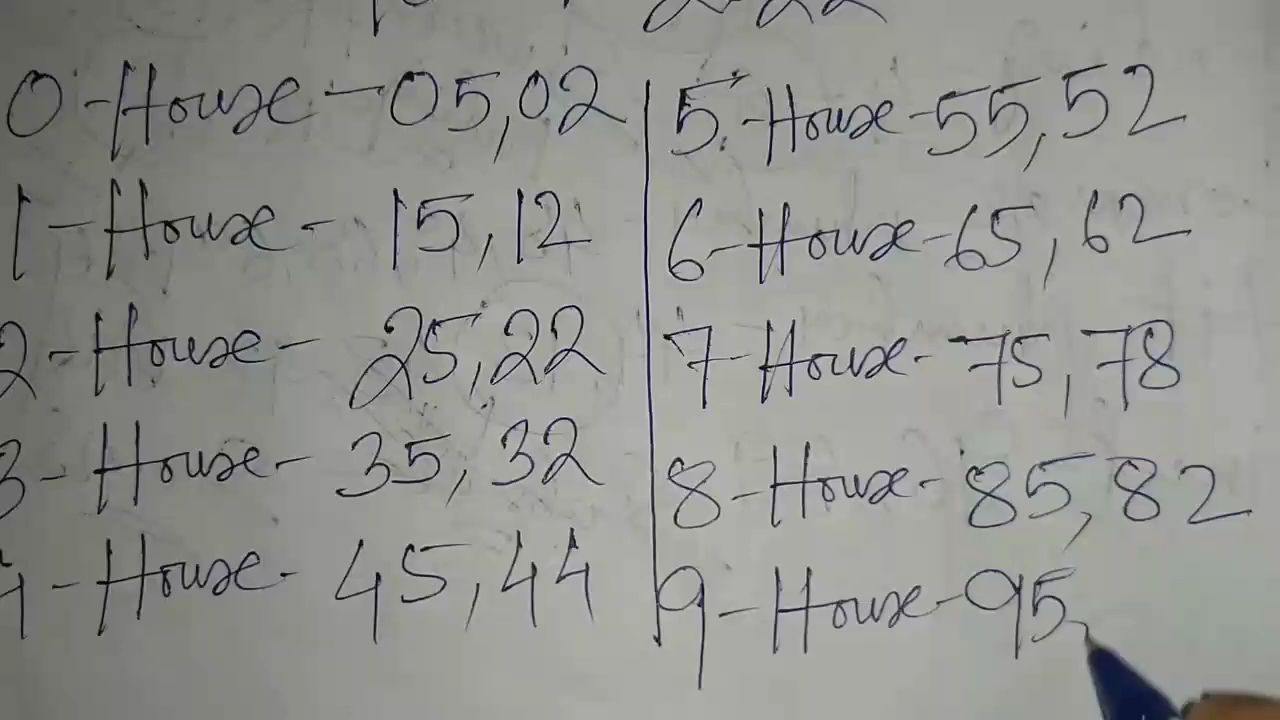 0-House-05,02
1-House-15,12
2-House-25,22
3-House-35,32
4-House-45,44
5-House-55,52
6-House-65,62
7-House-75,78
8-House-85,82
9-House-95,